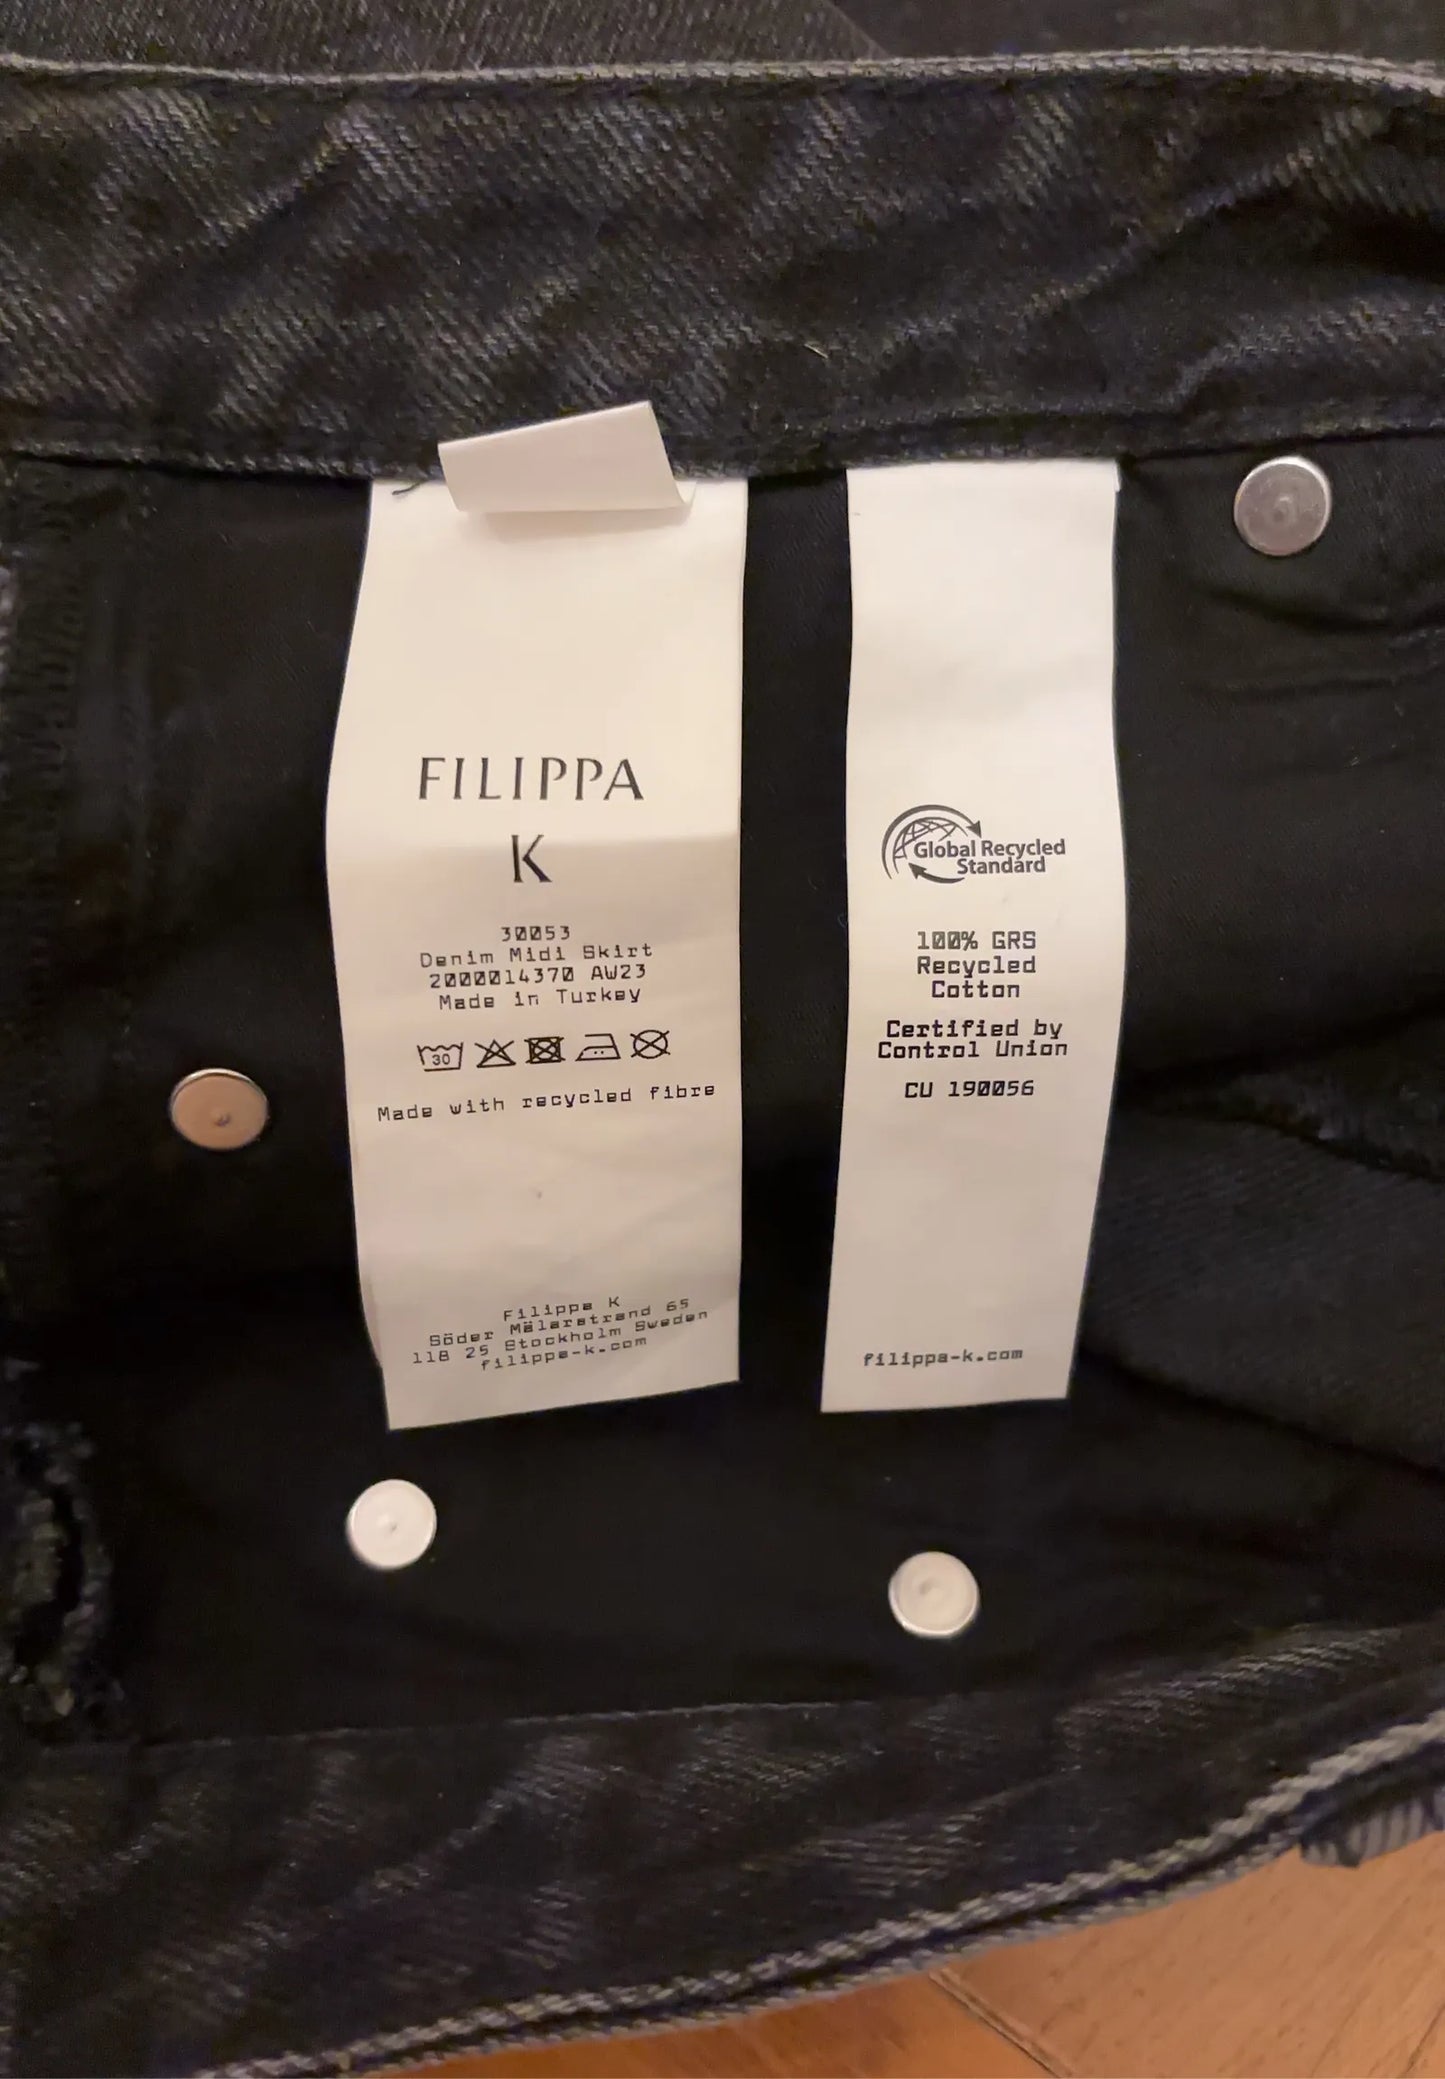 FILIPPA
K
30053
Denim Midi Skirt
2000014370 AW23
Made in Turkey
30
Made with recycled fibre
Filippa K
Söder Mälarstrand 65
118 25 Stockholm Sweden
filippa-k.com
Global Recycled
Standard
100% GRS
Recycled
Cotton
Certified by
Control Union
CU 190056
filippa-k.com